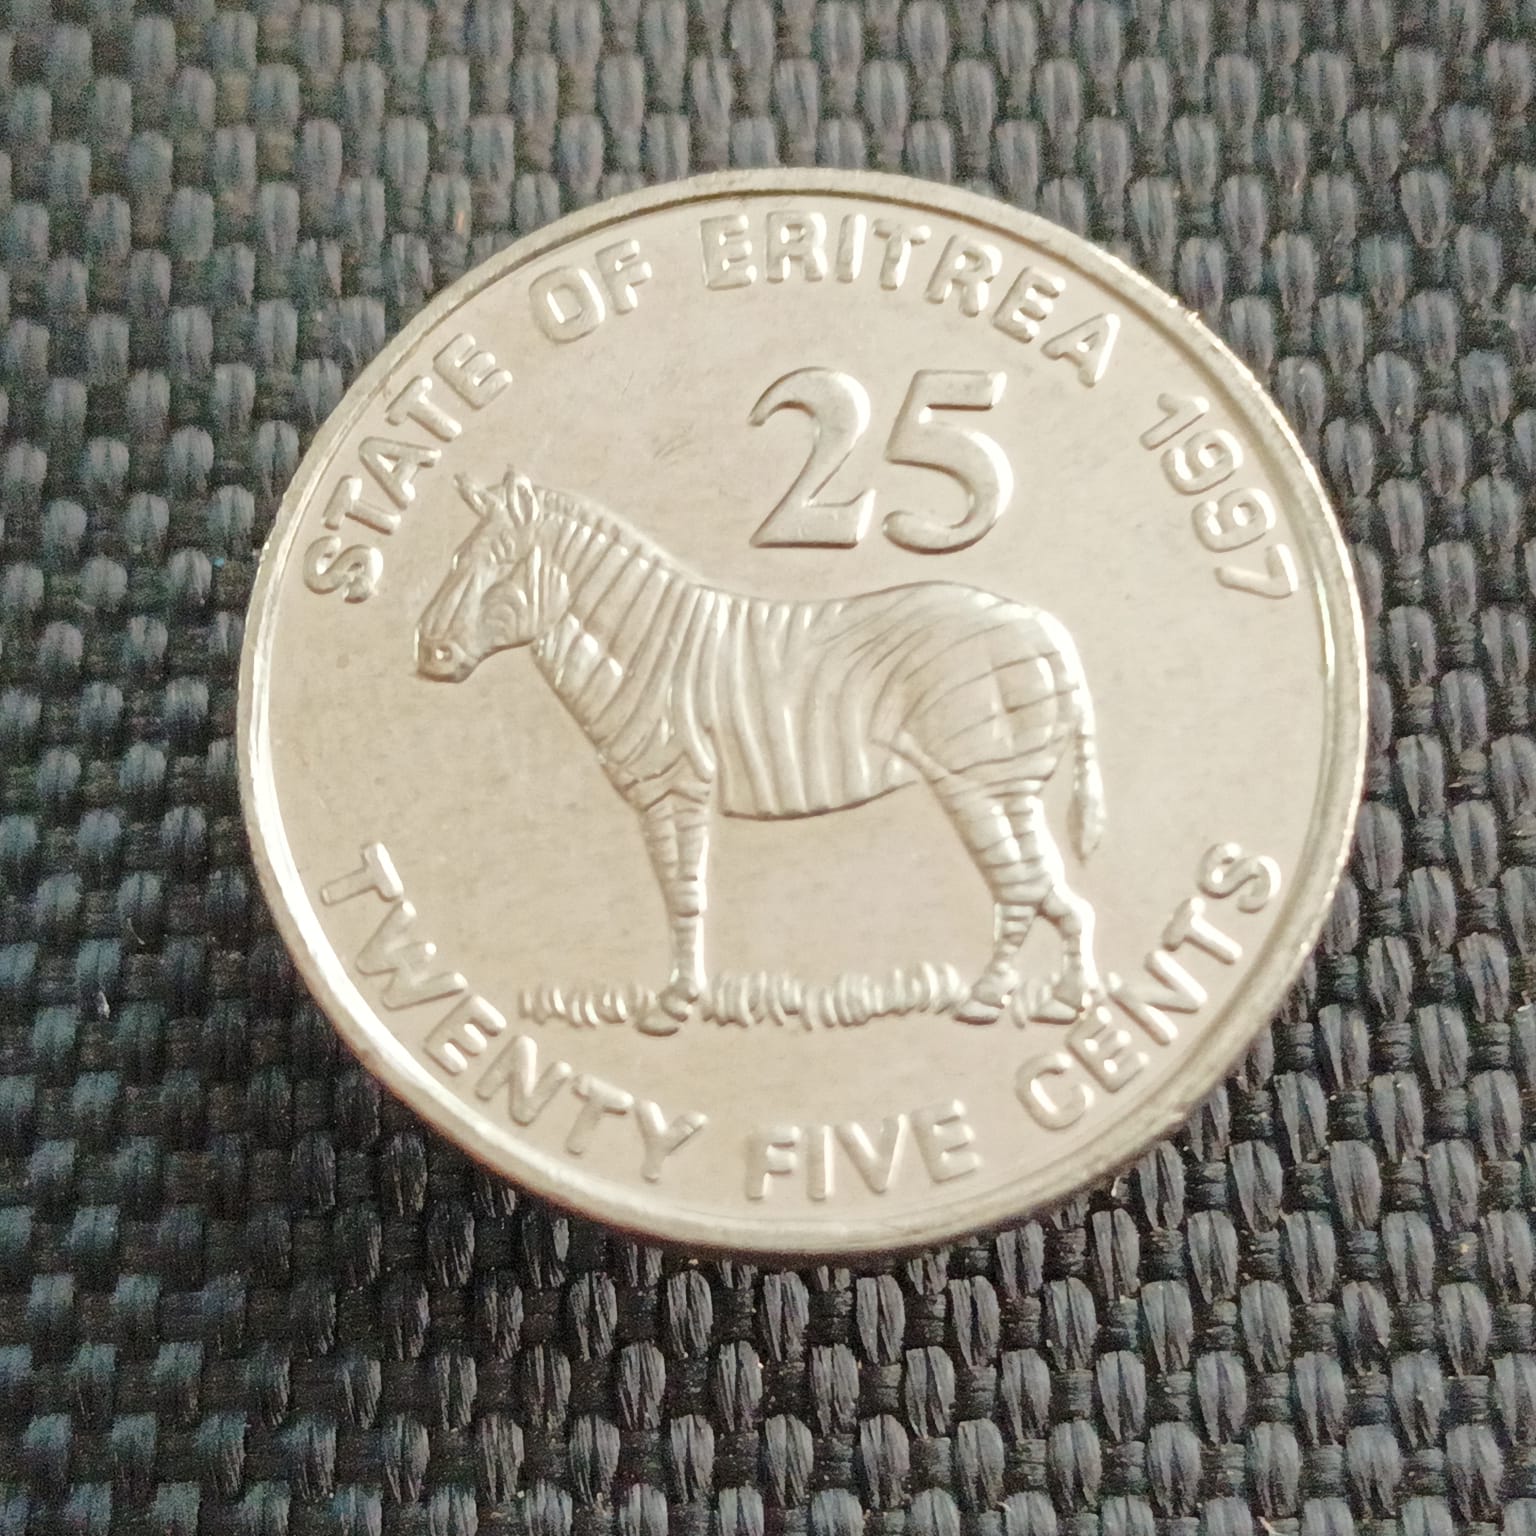 STATE OF ERITREA 1997
25
TWENTY FIVE CENTS